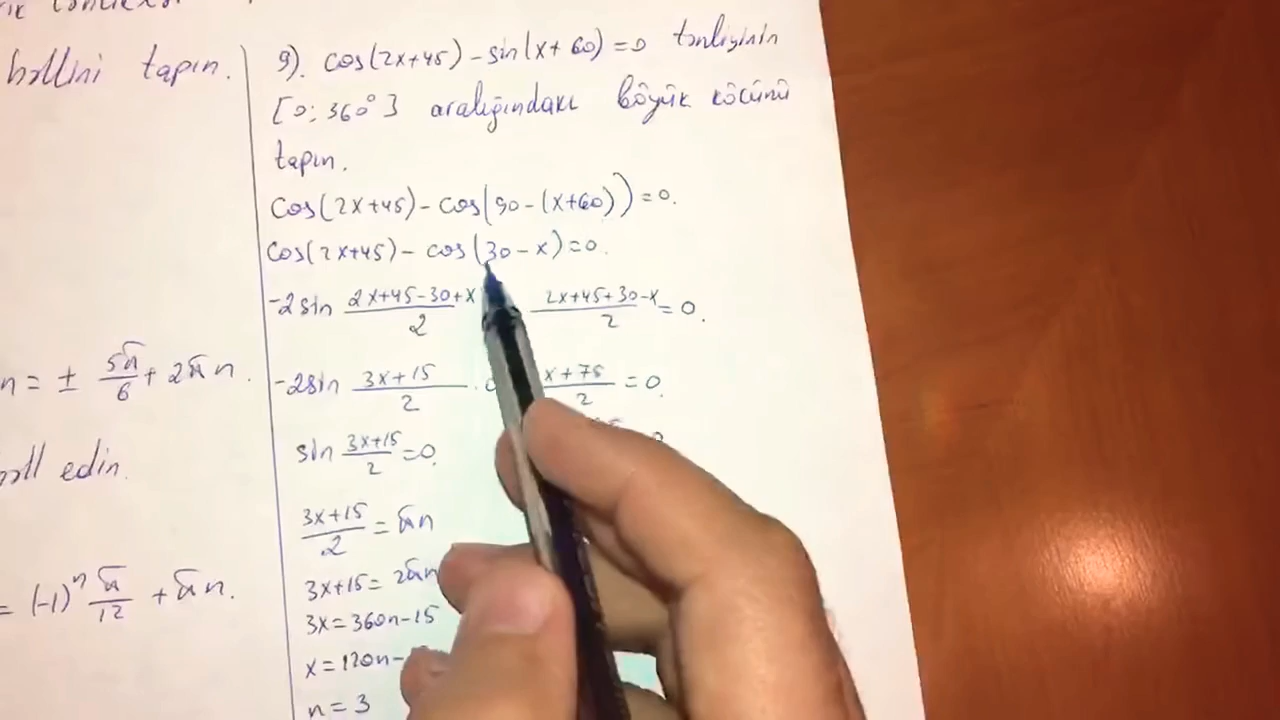 bəllini tapın.
n = ± 5π/6 + 2πn.
həll edin.
= (-1)ⁿ π/12 + πn.
9). cos(2x+45) - sin(x+60) = 0 tənliyinin
[0; 360°] aralığındakı böyük kökünü
tapın.
cos(2x+45) - cos(90-(x+60)) = 0.
cos(2x+45) - cos(30-x) = 0.
-2sin (2x+45-30+x)/2 (2x+45+30-x)/2 = 0.
-2sin (3x+15)/2 · (x+75)/2 = 0.
sin (3x+15)/2 = 0.
(3x+15)/2 = πn
3x+15 = 2πn
3x = 360n-15
x = 120n-
n = 3